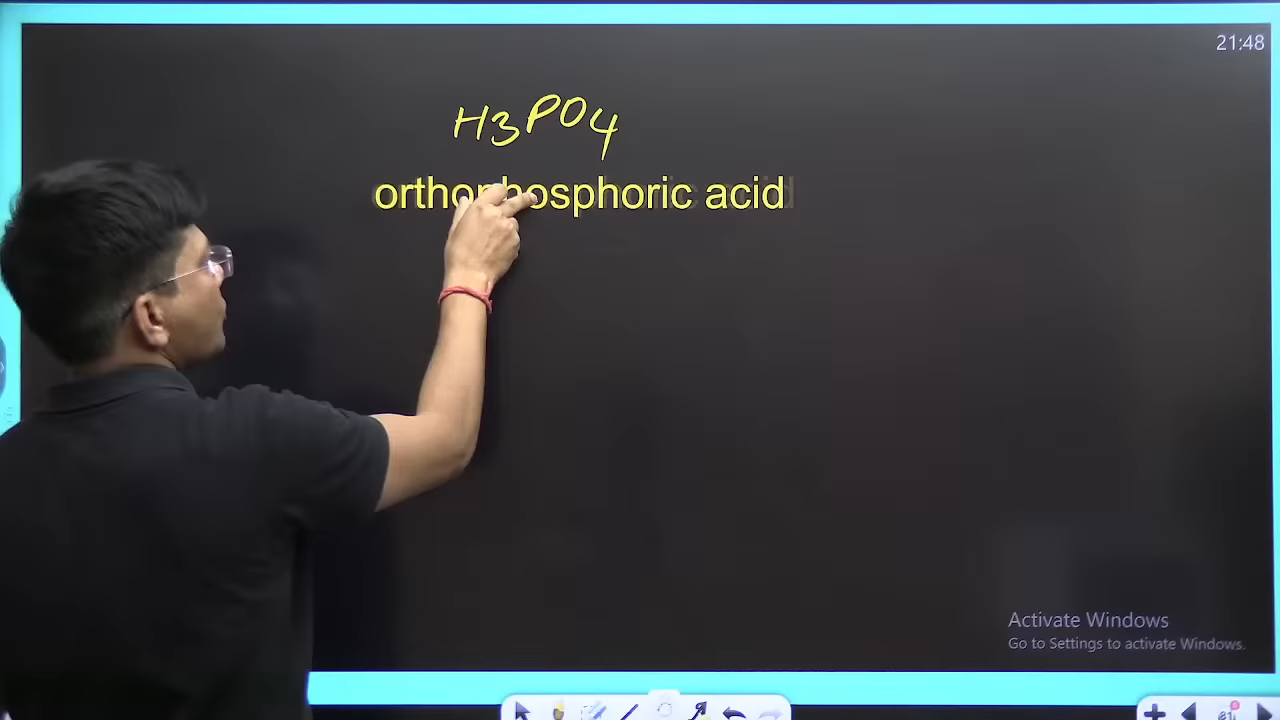 21:48
H3PO4
orthophosphoric acid
Activate Windows
Go to Settings to activate Windows.